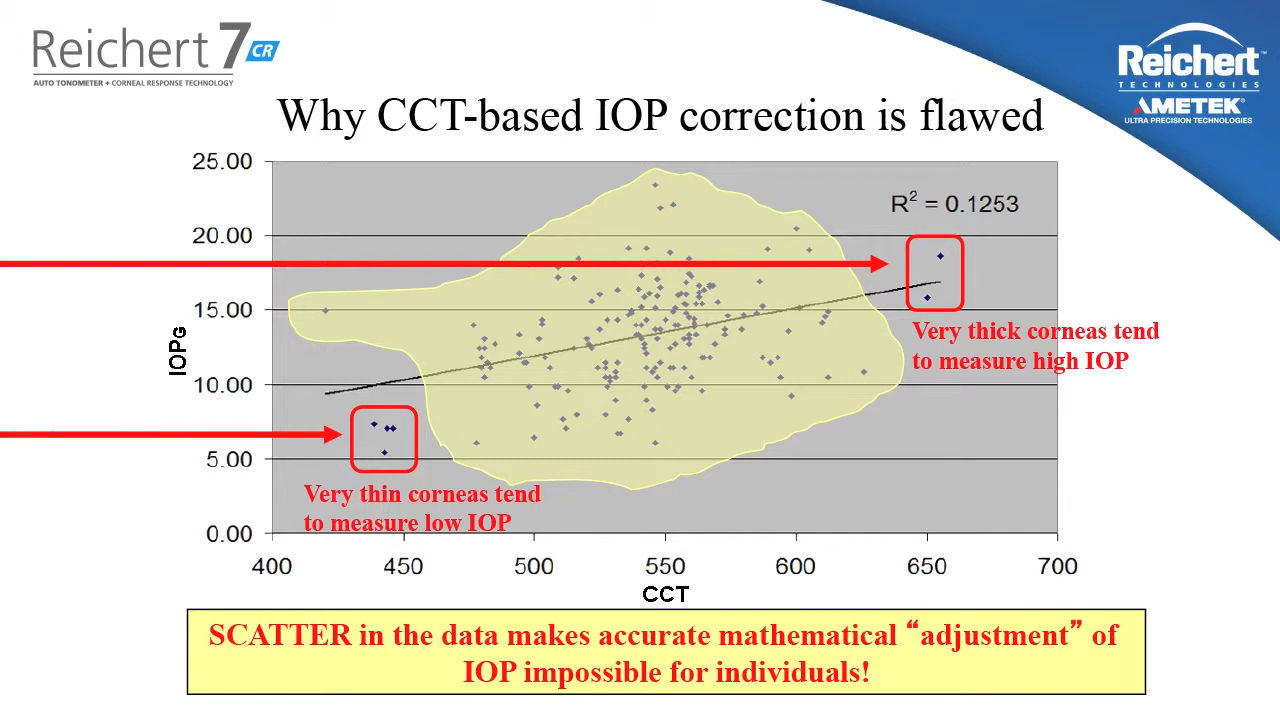 Reichert 7 CR
AUTO TONOMETER + CORNEAL RESPONSE TECHNOLOGY
Reichert™
TECHNOLOGIES
AMETEK®
ULTRA PRECISION TECHNOLOGIES
Why CCT-based IOP correction is flawed
25.00
20.00
15.00
10.00
5.00
0.00
IOPG
R² = 0.1253
Very thick corneas tend
to measure high IOP
Very thin corneas tend
to measure low IOP
400 450 500 550 600 650 700
CCT
SCATTER in the data makes accurate mathematical “adjustment” of
IOP impossible for individuals!